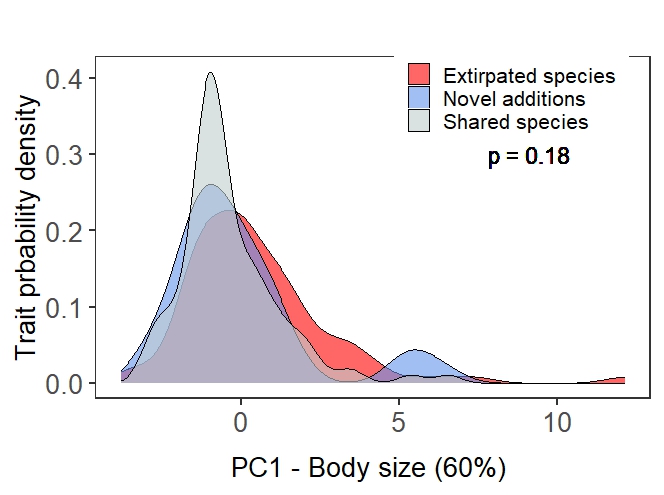 Extirpated species
Novel additions
Shared species
p = 0.18
Trait prbability density
0.4
0.3
0.2
0.1
0.0
0
5
10
PC1 - Body size (60%)